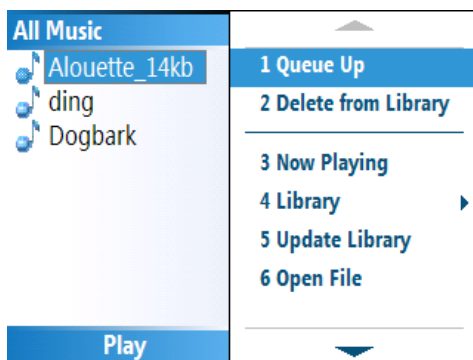 All Music
Alouette_14kb
ding
Dogbark
Play
1 Queue Up
2 Delete from Library
3 Now Playing
4 Library
5 Update Library
6 Open File